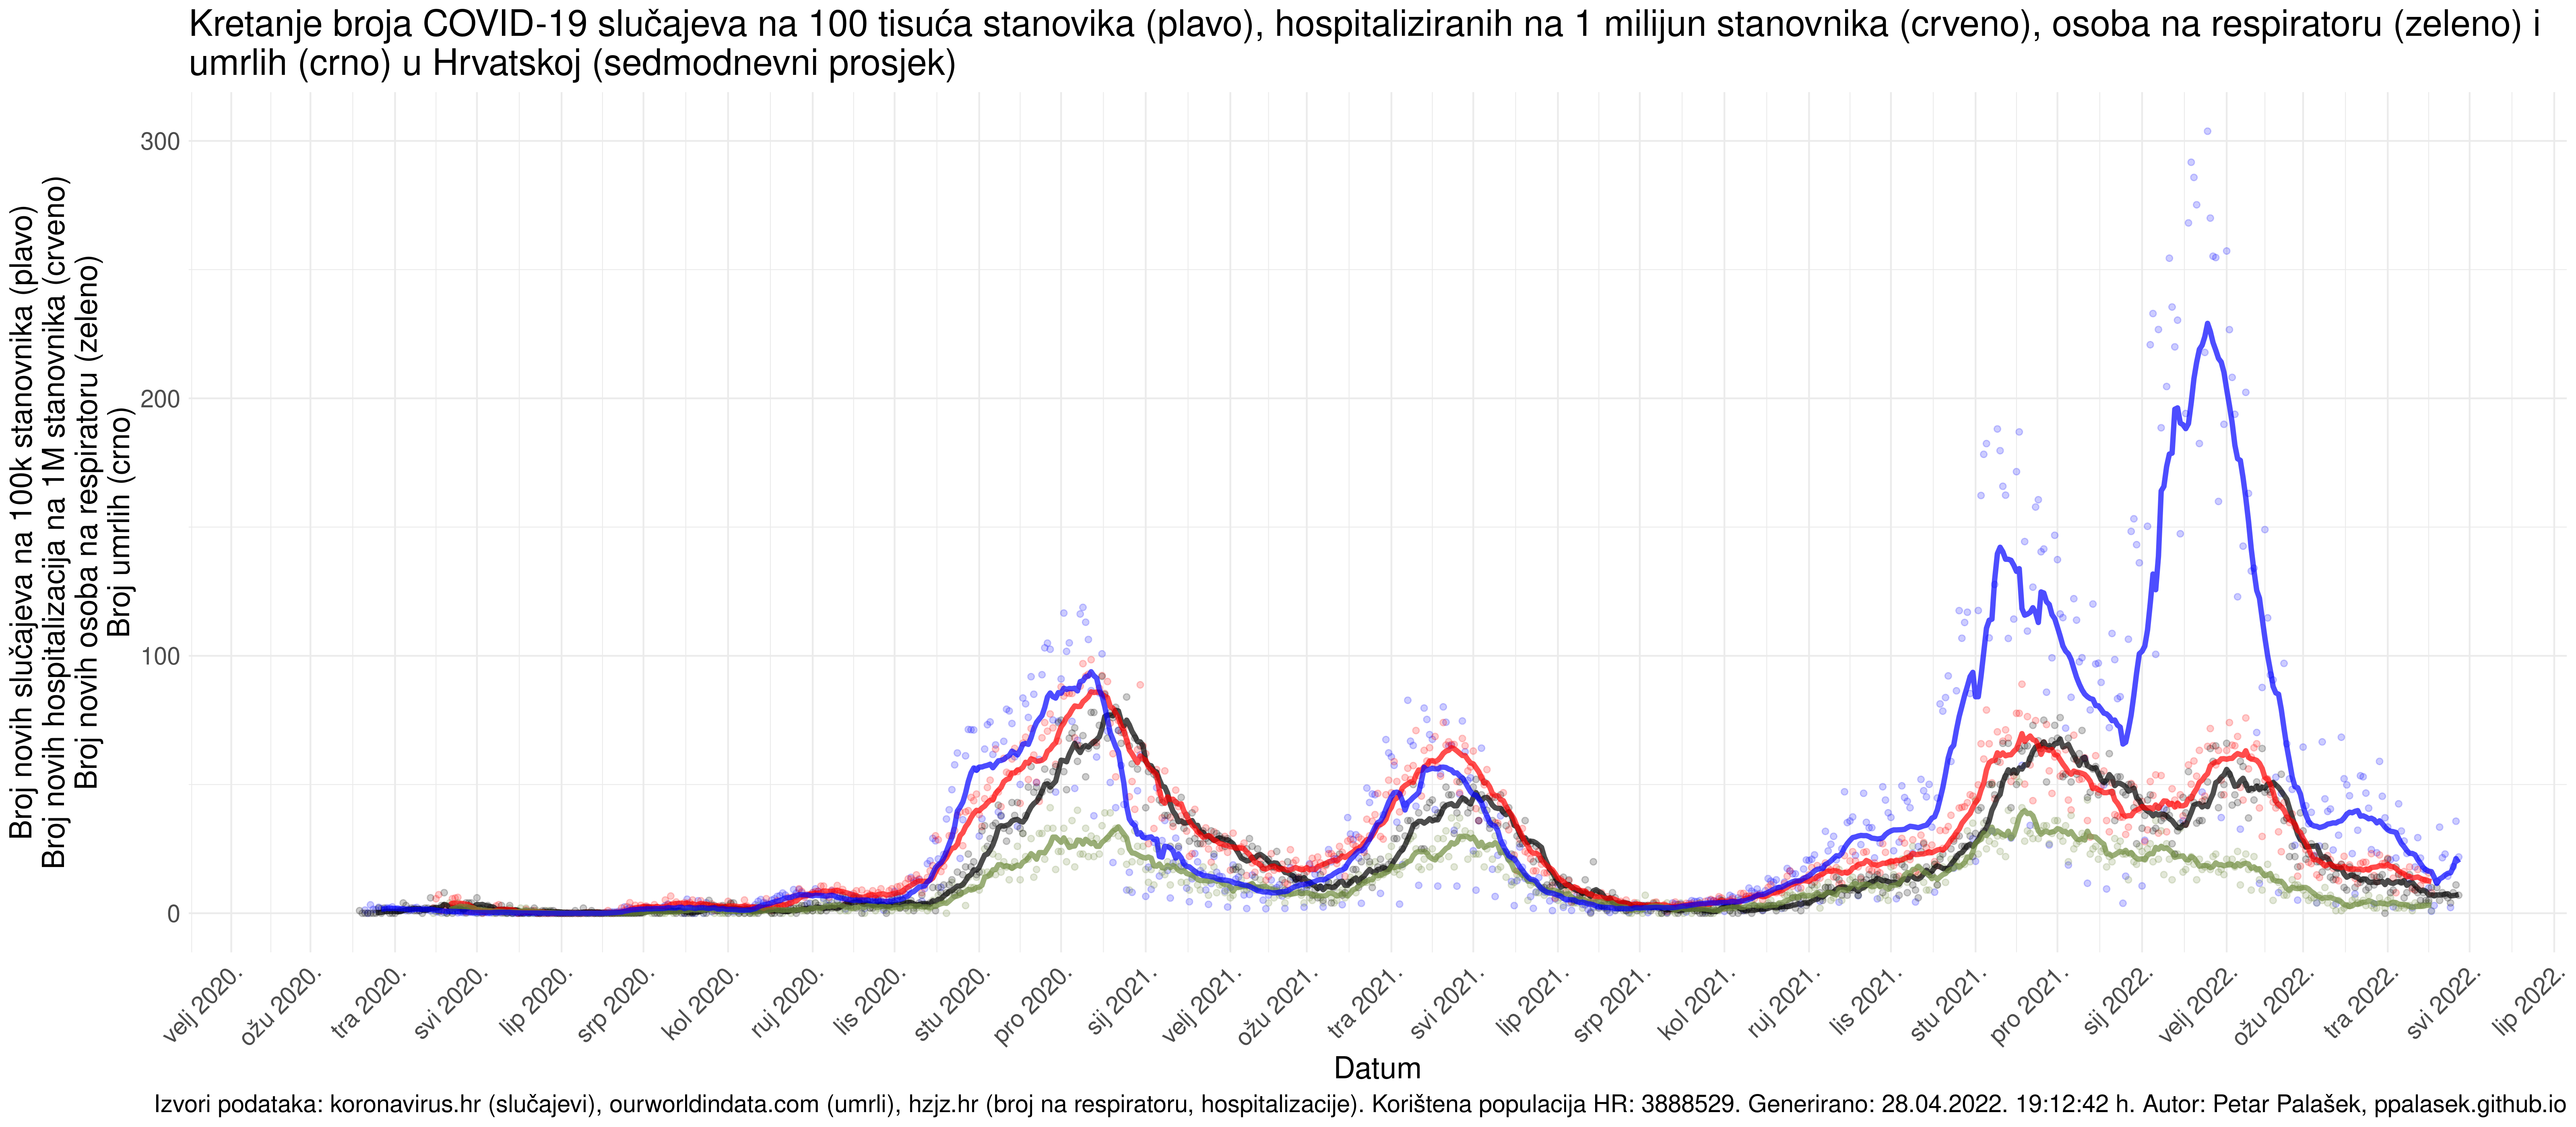 Kretanje broja COVID-19 slučajeva na 100 tisuća stanovika (plavo), hospitaliziranih na 1 milijun stanovnika (crveno), osoba na respiratoru (zeleno) i
umrlih (crno) u Hrvatskoj (sedmodnevni prosjek)
Broj novih slučajeva na 100k stanovnika (plavo)
Broj novih hospitalizacija na 1M stanovnika (crveno)
Broj novih osoba na respiratoru (zeleno)
Broj umrlih (crno)
300
200
100
0
velj 2020.
ožu 2020.
tra 2020.
svi 2020.
lip 2020.
srp 2020.
kol 2020.
ruj 2020.
lis 2020.
stu 2020.
pro 2020.
sij 2021.
velj 2021.
ožu 2021.
tra 2021.
svi 2021.
lip 2021.
srp 2021.
kol 2021.
ruj 2021.
lis 2021.
stu 2021.
pro 2021.
sij 2022.
velj 2022.
ožu 2022.
tra 2022.
svi 2022.
lip 2022.
Datum
Izvori podataka: koronavirus.hr (slučajevi), ourworldindata.com (umrli), hzjz.hr (broj na respiratoru, hospitalizacije). Korištena populacija HR: 3888529. Generirano: 28.04.2022. 19:12:42 h. Autor: Petar Palašek, ppalasek.github.io